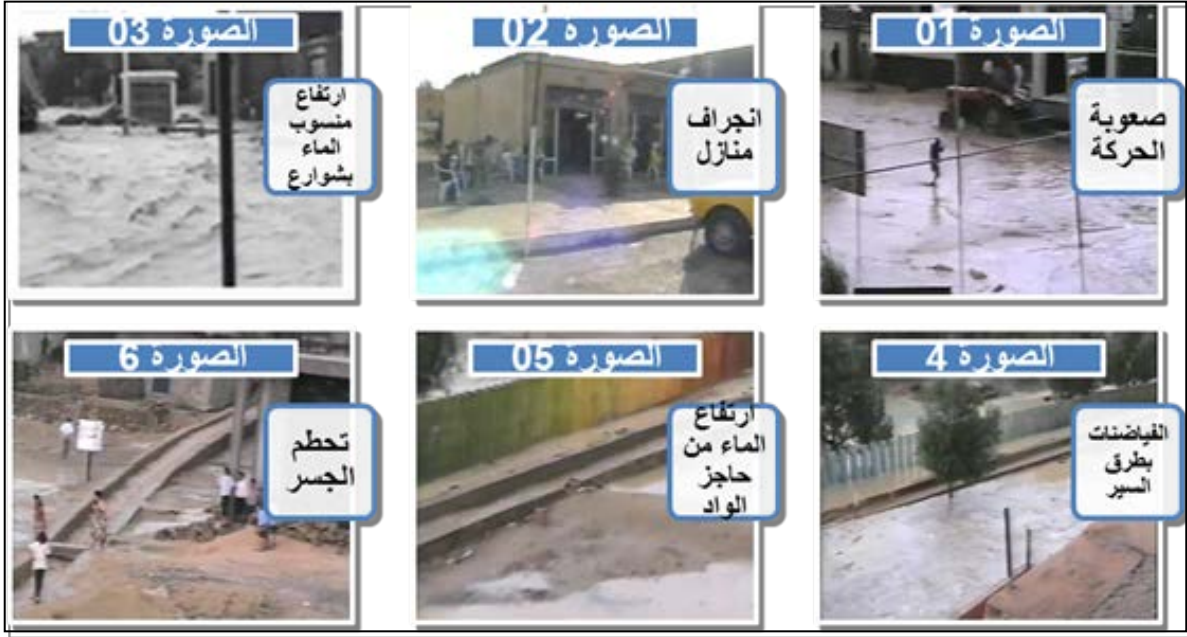 الصورة 01
صعوبة
الحركة
الصورة 02
انجراف
منازل
الصورة 03
ارتفاع
منسوب
الماء
بشوارع
الصورة 4
الفياضنات
بطرق
السير
الصورة 05
ارتفاع
الماء من
حاجز
الواد
الصورة 6
تحطم
الجسر